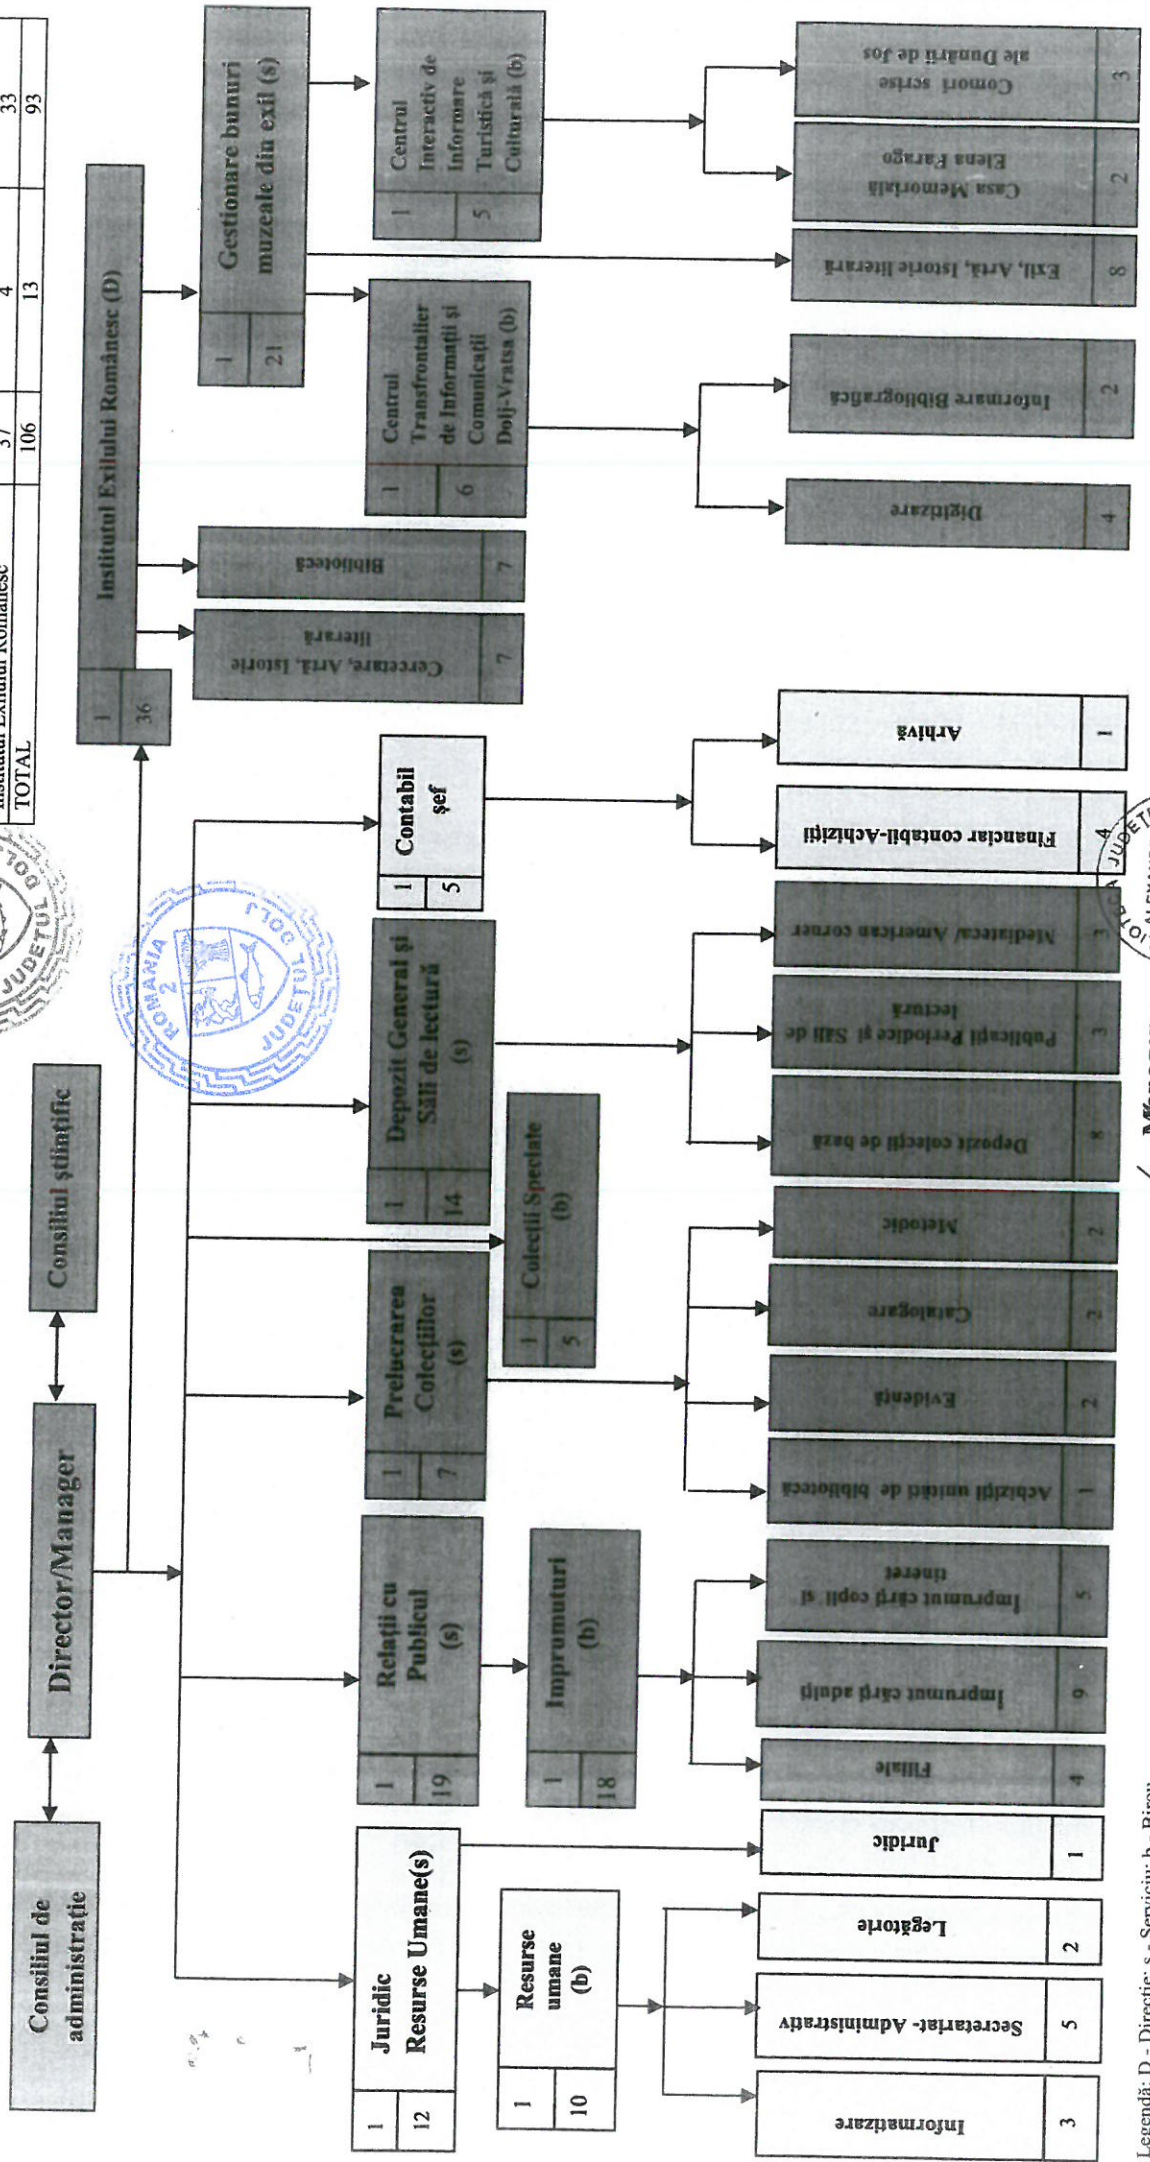 Institutul Exilului Românesc 37 4 33
TOTAL 106 13 93
Consiliul de
administrație
Director/Manager
Consiliul științific
Institutul Exilului Românesc (D)
1
36
Juridic
Resurse Umane(s)
1
12
Relații cu
Publicul
(s)
1
19
Prelucrarea
Colecțiilor
(s)
1
7
Depozit General și
Săli de lectură
(s)
1
14
Contabil
șef
1
5
Cercetare, Artă, Istorie
literară
7
Bibliotecă
7
Gestionare bunuri
muzeale din exil (s)
1
21
Resurse
umane
(b)
1
10
Imprumuturi
(b)
1
18
Colecții Speciale
(b)
1
5
Centrul
Transfrontalier
de Informații și
Comunicații
Dolj-Vratsa (b)
1
6
Centrul
Interactiv de
Informare
Turistică și
Culturală (b)
1
5
Informatizare
3
Secretariat- Administrativ
5
Legătorie
2
Juridic
1
Filiale
4
Împrumut cărți adulți
9
Împrumut cărți copii si
tineret
5
Achiziții unități de bibliotecă
1
Evidență
2
Catalogare
2
Metodic
2
Depozit colecții de bază
8
Publicații Periodice și Săli de
lectură
3
Mediateca/ American corner
3
Financiar contabil-Achiziții
4
Arhivă
1
Digitizare
4
Informare Bibliografică
2
Exil, Artă, Istorie literară
8
Casa Memorială
Elena Farago
2
Comori scrise
ale Dunării de Jos
3
ROMANIA
2
JUDEȚUL DOLJ
JUDEȚUL DOLJ
Legendă: D - Direcție; s - Serviciu; b - Birou